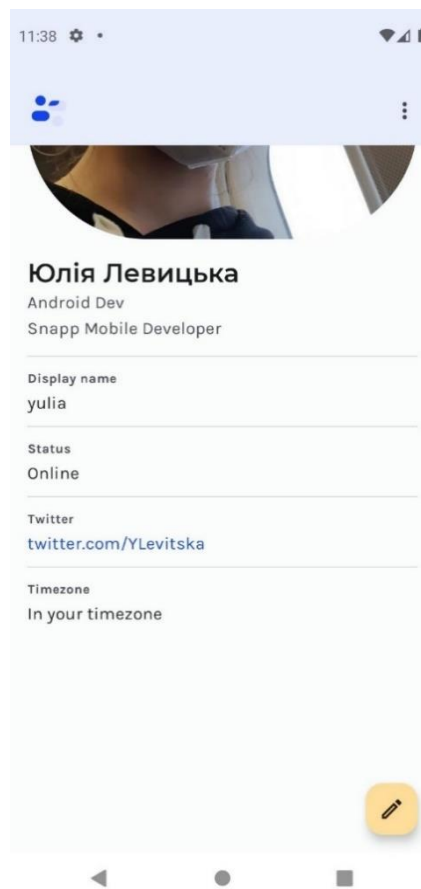 11:38
Юлія Левицька
Android Dev
Snapp Mobile Developer
Display name
yulia
Status
Online
Twitter
twitter.com/YLevitska
Timezone
In your timezone